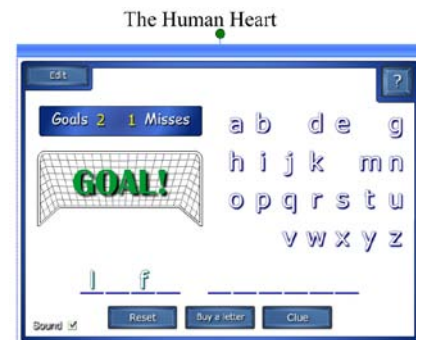 The Human Heart
Edit
?
Goals 2 1 Misses
a b d e g
h i j k m n
GOAL!
o p q r s t u
v w x y z
l f
Reset Buy a letter Clue
Sound